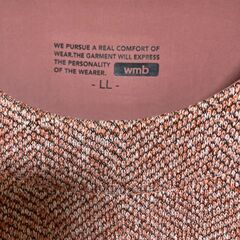 WE PURSUE A REAL COMFORT OF
WEAR.THE GARMENT WILL EXPRESS
THE PERSONALITY
OF THE WEARER. wmb
- LL -